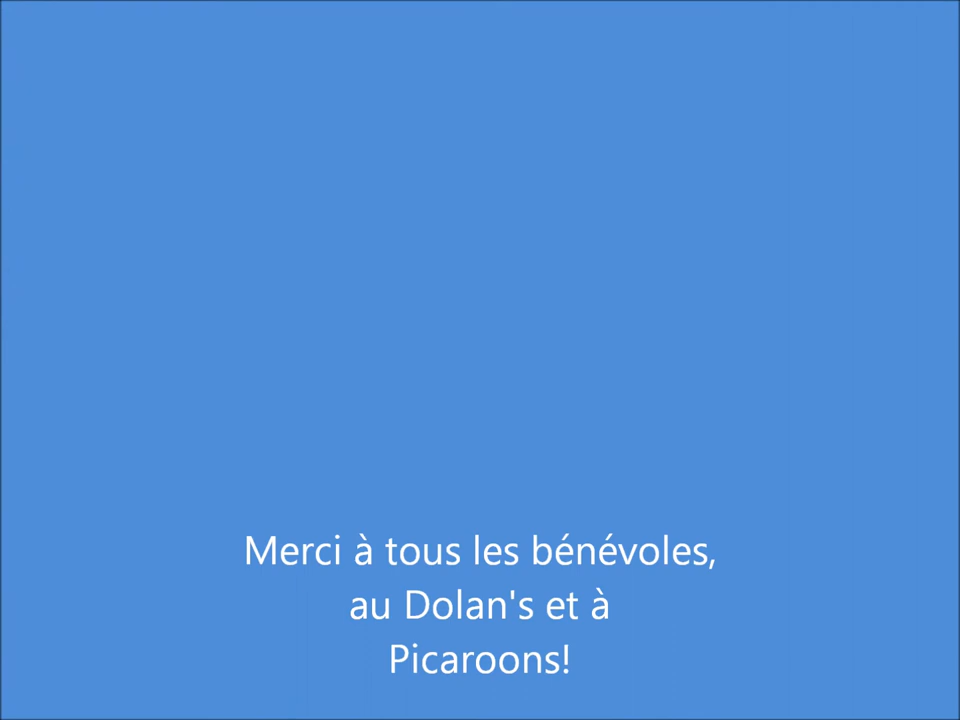 Merci à tous les bénévoles,
au Dolan's et à
Picaroons!